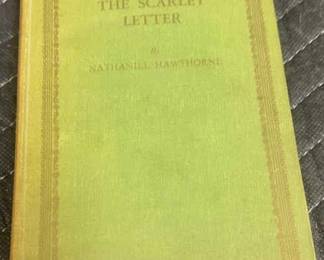 THE SCARLET
LETTER
By
NATHANIEL HAWTHORNE